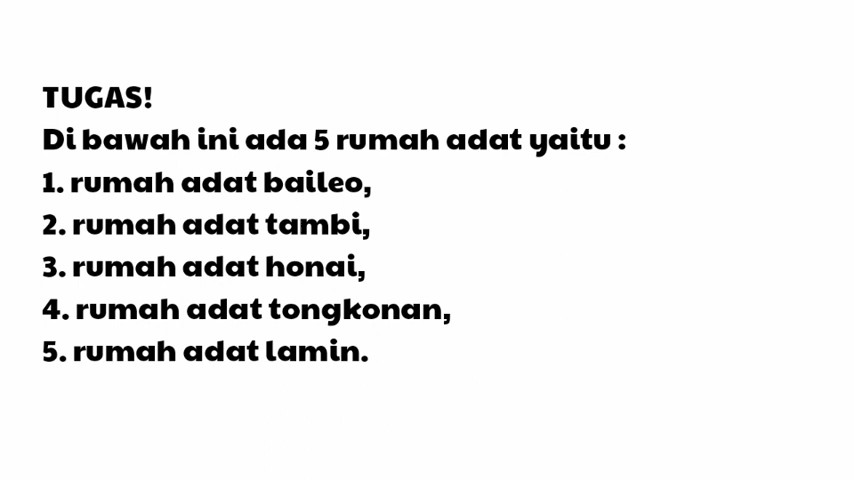 TUGAS!
Di bawah ini ada 5 rumah adat yaitu :
1. rumah adat baileo,
2. rumah adat tambi,
3. rumah adat honai,
4. rumah adat tongkonan,
5. rumah adat lamin.